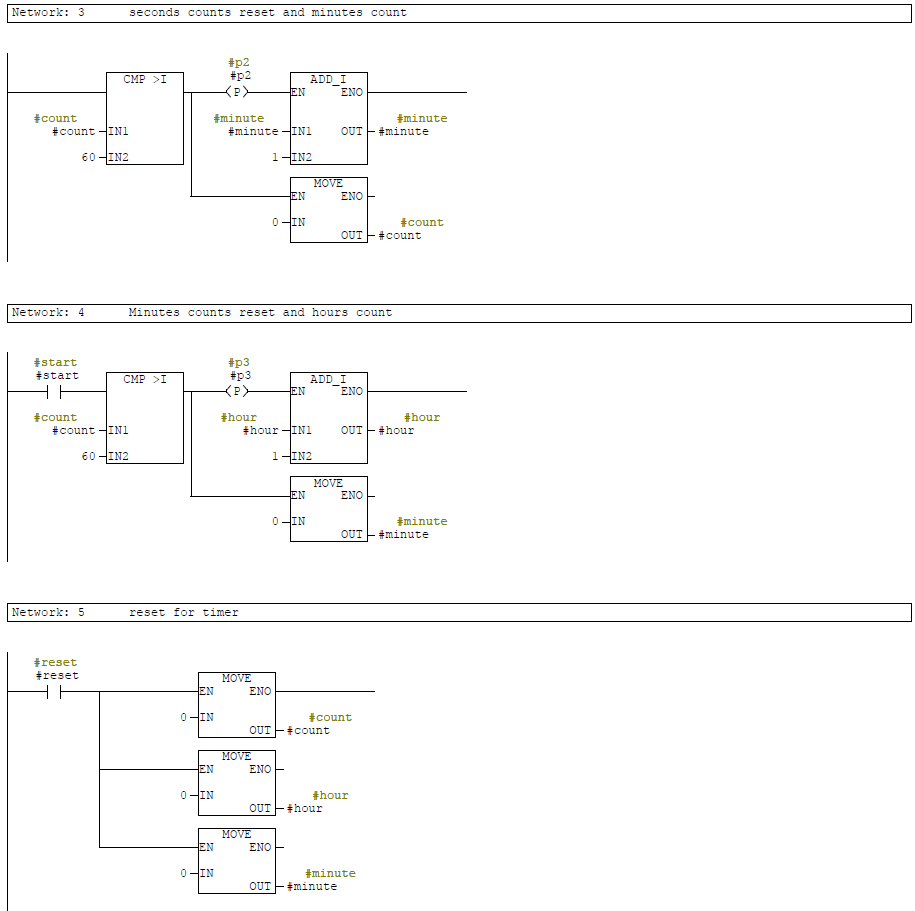 Network: 3 seconds counts reset and minutes count
#p2
#p2
CMP >I
ADD_I
(P)
EN ENO
#count
#minute
#minute
#count IN1
#minute IN1 OUT #minute
60 IN2
1 IN2
MOVE
EN ENO
0 IN
#count
OUT #count
Network: 4 Minutes counts reset and hours count
#start
#p3
#start
#p3
CMP >I
ADD_I
(P)
EN ENO
#count
#hour
#hour
#count IN1
#hour IN1 OUT #hour
60 IN2
1 IN2
MOVE
EN ENO
0 IN
#minute
OUT #minute
Network: 5 reset for timer
#reset
#reset
MOVE
EN ENO
0 IN
#count
OUT #count
MOVE
EN ENO
0 IN
#hour
OUT #hour
MOVE
EN ENO
0 IN
#minute
OUT #minute